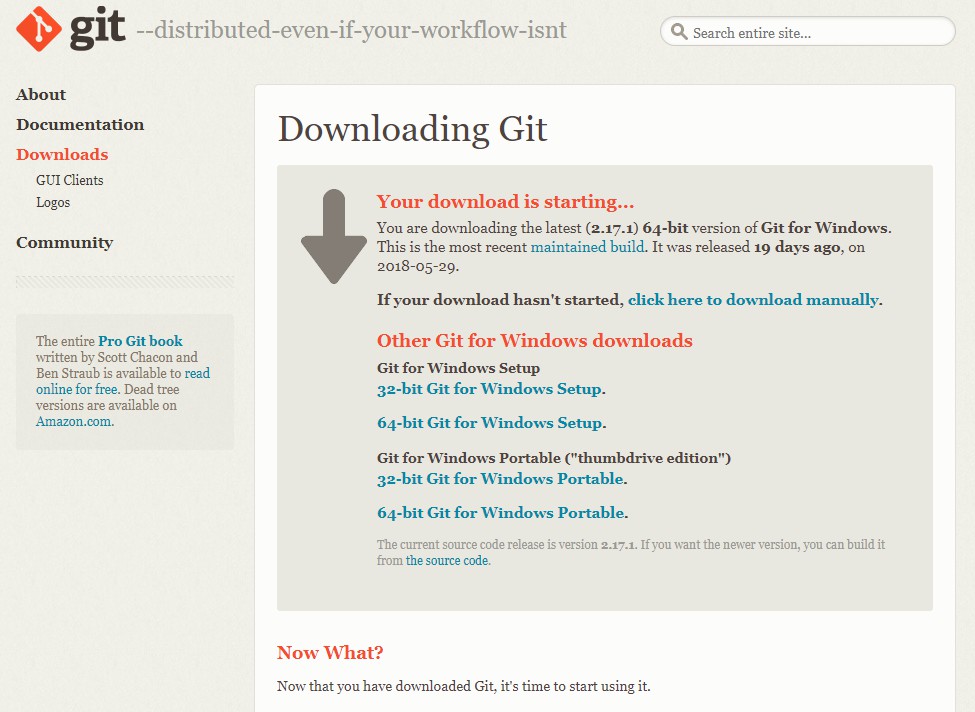 git --distributed-even-if-your-workflow-isnt
Search entire site...
About
Documentation
Downloads
GUI Clients
Logos
Community
The entire Pro Git book
written by Scott Chacon and
Ben Straub is available to read
online for free. Dead tree
versions are available on
Amazon.com.
Downloading Git
Your download is starting...
You are downloading the latest (2.17.1) 64-bit version of Git for Windows.
This is the most recent maintained build. It was released 19 days ago, on
2018-05-29.
If your download hasn't started, click here to download manually.
Other Git for Windows downloads
Git for Windows Setup
32-bit Git for Windows Setup.
64-bit Git for Windows Setup.
Git for Windows Portable ("thumbdrive edition")
32-bit Git for Windows Portable.
64-bit Git for Windows Portable.
The current source code release is version 2.17.1. If you want the newer version, you can build it
from the source code.
Now What?
Now that you have downloaded Git, it's time to start using it.